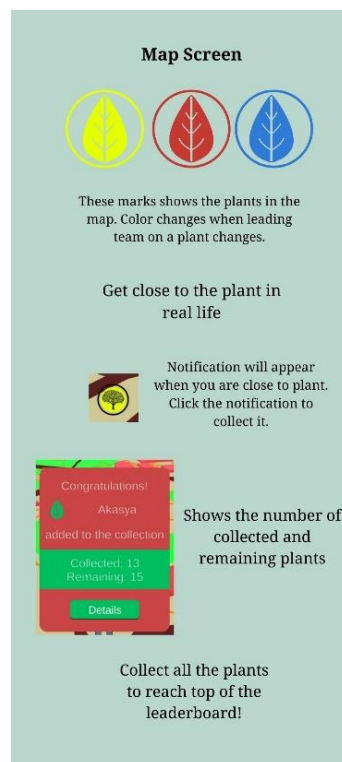 Map Screen
These marks shows the plants in the
map. Color changes when leading
team on a plant changes.
Get close to the plant in
real life
Notification will appear
when you are close to plant.
Click the notification to
collect it.
Congratulations!
Akasya
added to the collection
Collected: 13
Remaining: 15
Details
Shows the number of
collected and
remaining plants
Collect all the plants
to reach top of the
leaderboard!